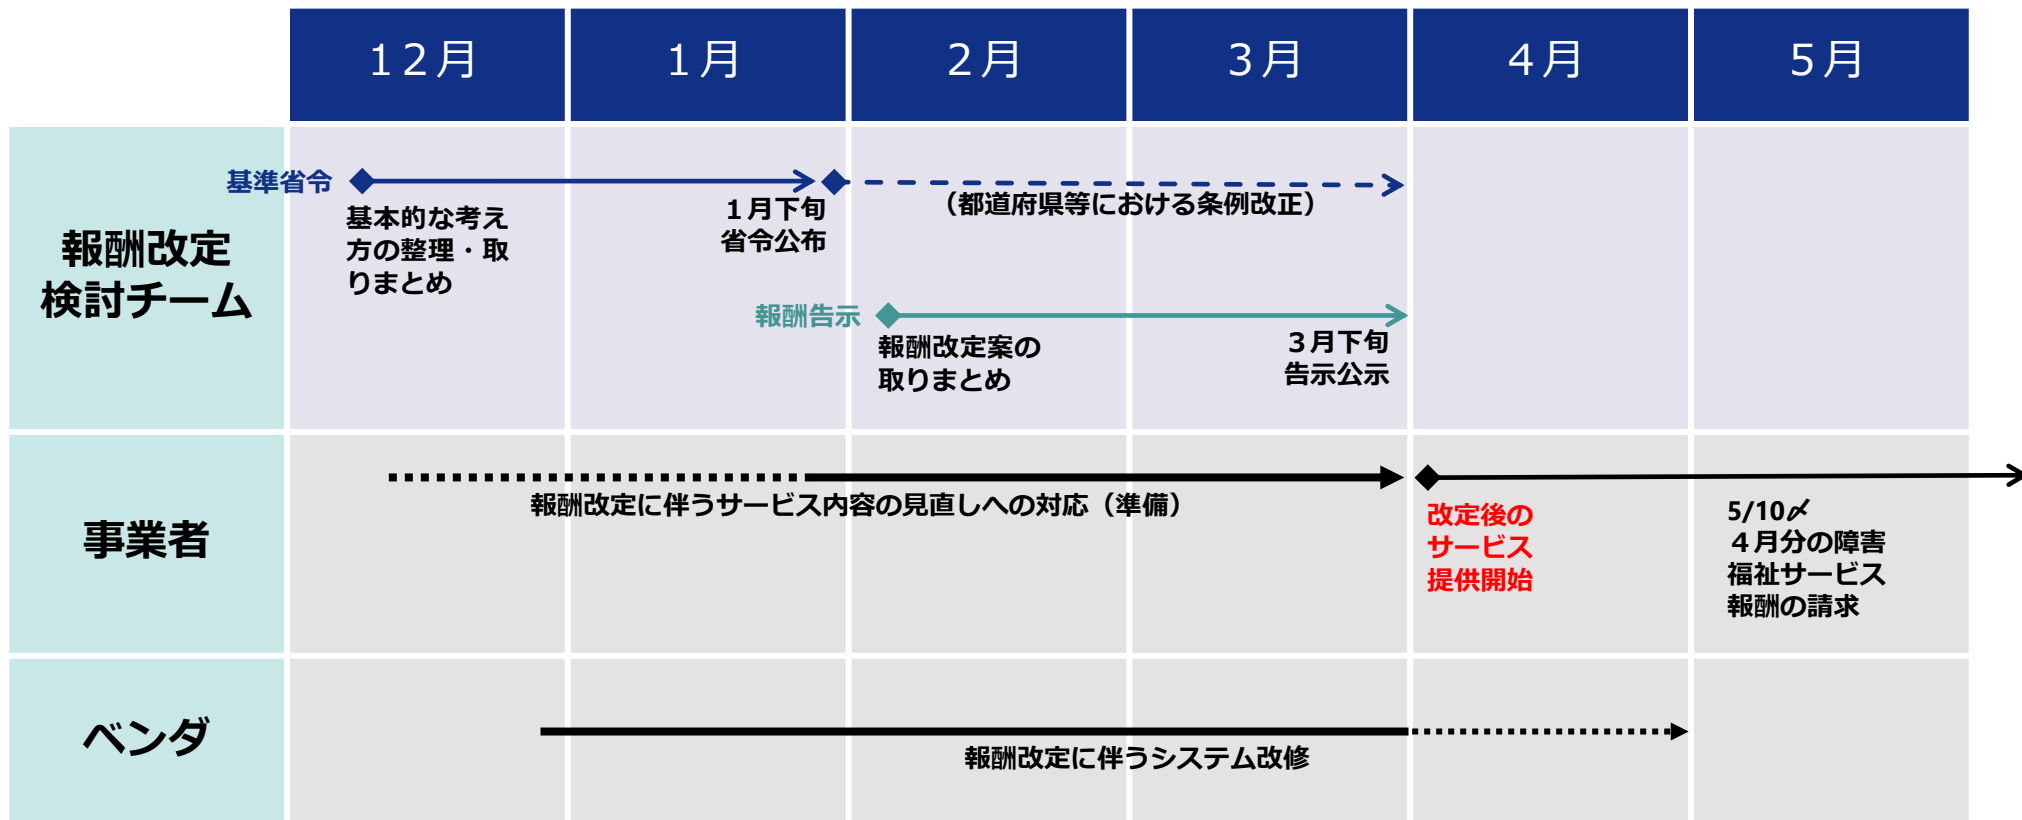 １２月
１月
２月
３月
４月
５月
報酬改定
検討チーム
基準省令
基本的な考え
方の整理・取
りまとめ
１月下旬
省令公布
（都道府県等における条例改正）
報酬告示
報酬改定案の
取りまとめ
３月下旬
告示公示
事業者
報酬改定に伴うサービス内容の見直しへの対応（準備）
改定後の
サービス
提供開始
5/10〆
４月分の障害
福祉サービス
報酬の請求
ベンダ
報酬改定に伴うシステム改修